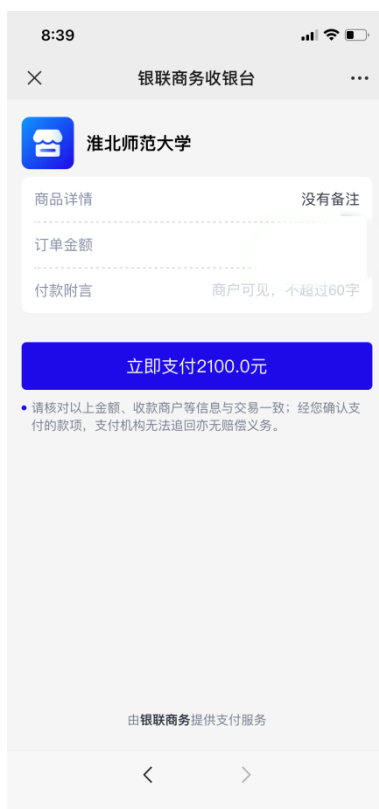 8:39
银联商务收银台
淮北师范大学
商品详情 没有备注
订单金额
付款附言 商户可见，不超过60字
立即支付2100.0元
请核对以上金额、收款商户等信息与交易一致；经您确认支
付的款项，支付机构无法追回亦无赔偿义务。
由银联商务提供支付服务